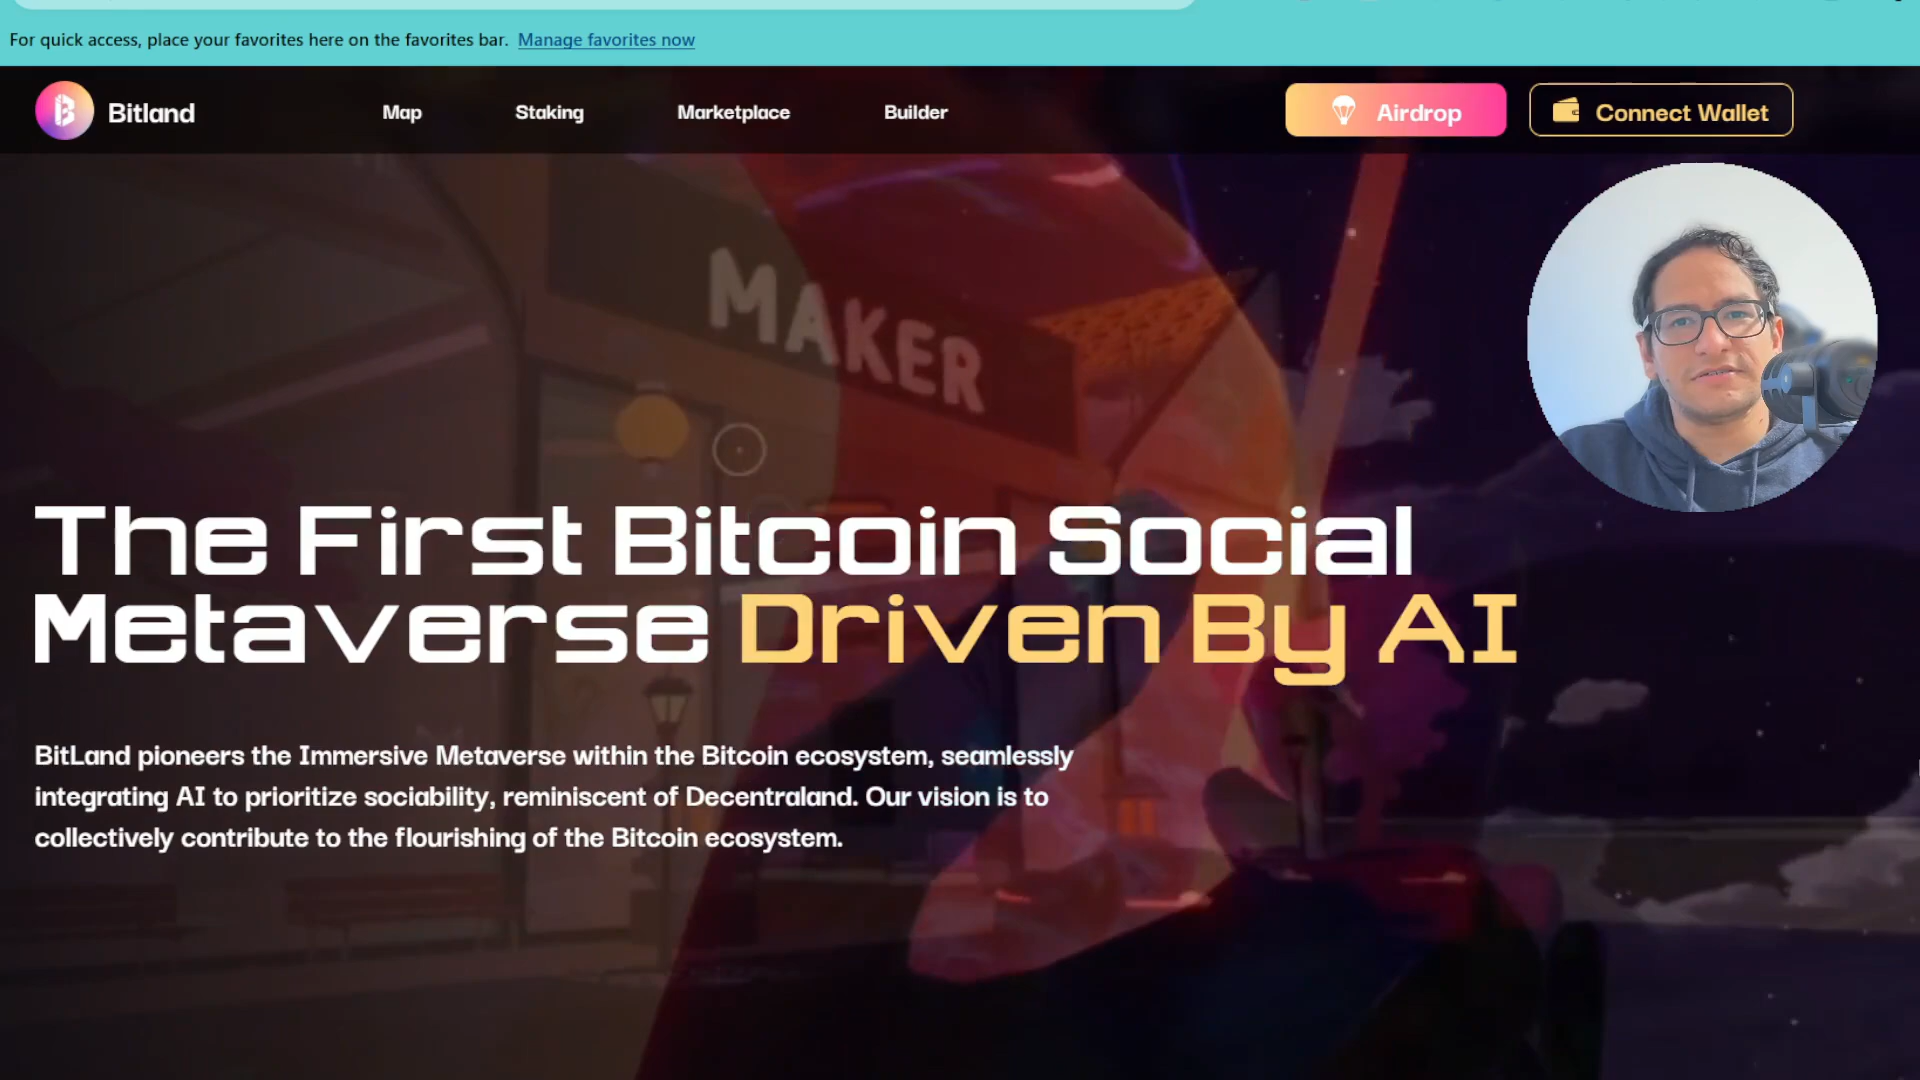 For quick access, place your favorites here on the favorites bar. Manage favorites now
Bitland
Map
Staking
Marketplace
Builder
Airdrop
Connect Wallet
MAKER
The First Bitcoin Social
Metaverse Driven By AI
BitLand pioneers the Immersive Metaverse within the Bitcoin ecosystem, seamlessly
integrating AI to prioritize sociability, reminiscent of Decentraland. Our vision is to
collectively contribute to the flourishing of the Bitcoin ecosystem.